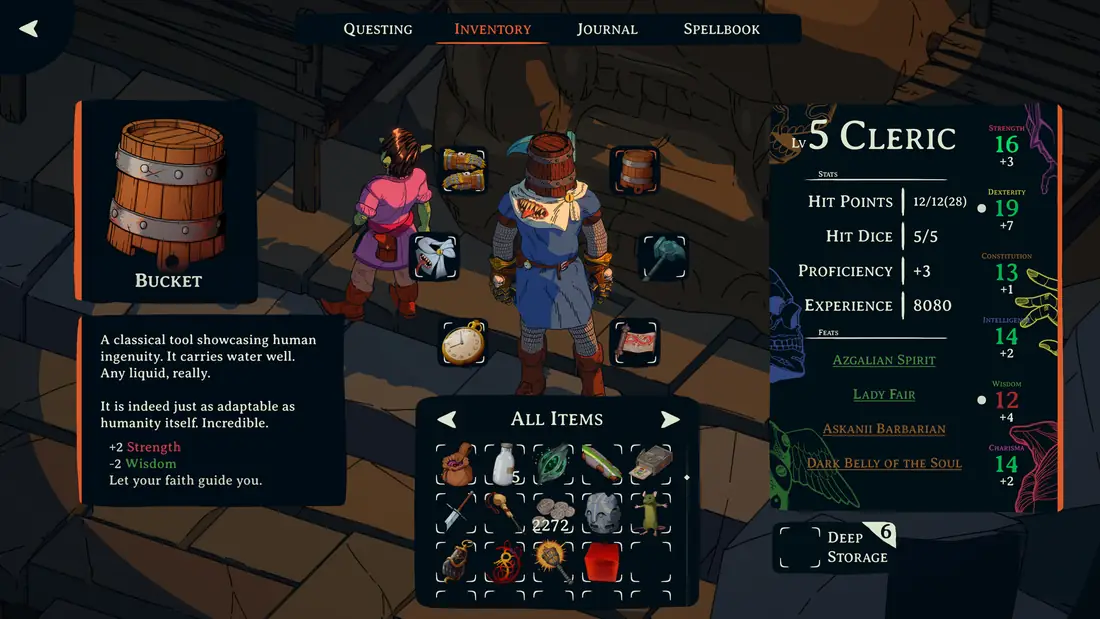 Questing Inventory Journal Spellbook
Bucket
A classical tool showcasing human
ingenuity. It carries water well.
Any liquid, really.
It is indeed just as adaptable as
humanity itself. Incredible.
+2 Strength
-2 Wisdom
Let your faith guide you.
All Items
5
2272
Lv 5 Cleric
Stats
Hit Points 12/12(28)
Hit Dice 5/5
Proficiency +3
Experience 8080
Feats
Azgalian Spirit
Lady Fair
Askanii Barbarian
Dark Belly of the Soul
Strength
16
+3
Dexterity
19
+7
Constitution
13
+1
Intelligence
14
+2
Wisdom
12
+4
Charisma
14
+2
Deep
Storage
6